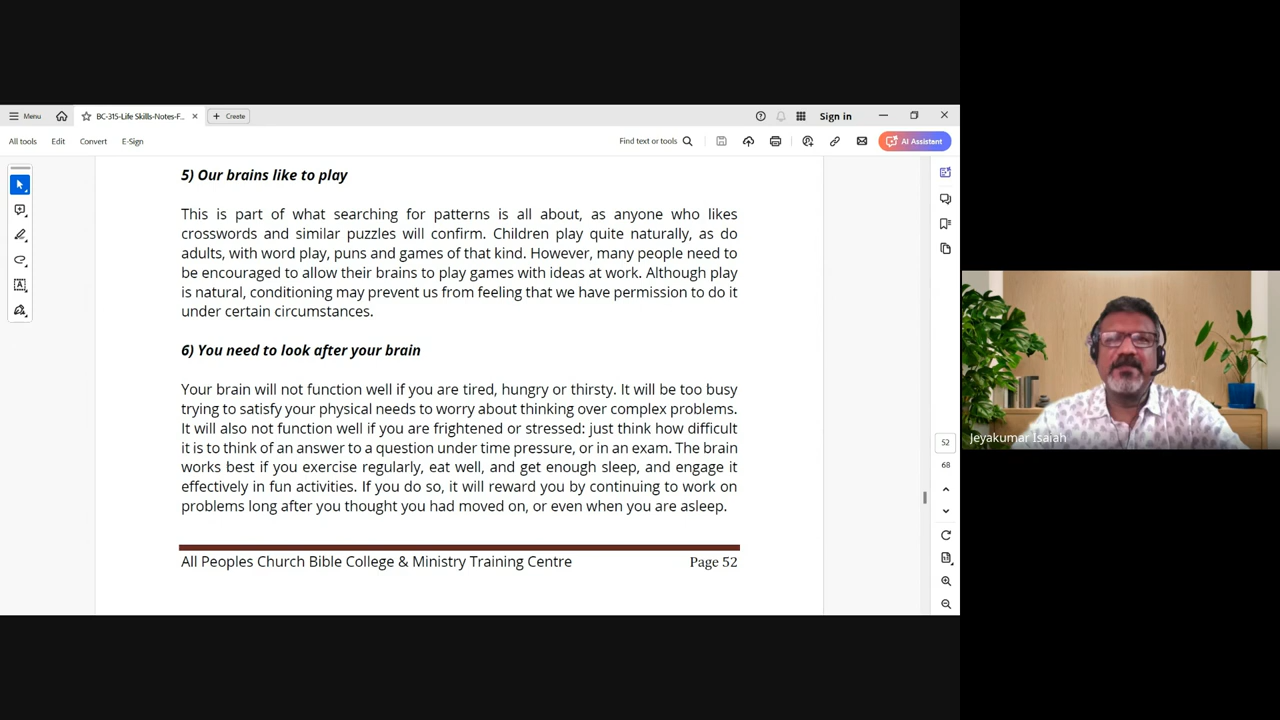 Menu
BC-315-Life Skills-Notes-F...
Create
Sign in
All tools
Edit
Convert
E-Sign
Find text or tools
AI Assistant
5) Our brains like to play
This is part of what searching for patterns is all about, as anyone who likes
crosswords and similar puzzles will confirm. Children play quite naturally, as do
adults, with word play, puns and games of that kind. However, many people need to
be encouraged to allow their brains to play games with ideas at work. Although play
is natural, conditioning may prevent us from feeling that we have permission to do it
under certain circumstances.
6) You need to look after your brain
Your brain will not function well if you are tired, hungry or thirsty. It will be too busy
trying to satisfy your physical needs to worry about thinking over complex problems.
It will also not function well if you are frightened or stressed: just think how difficult
it is to think of an answer to a question under time pressure, or in an exam. The brain
works best if you exercise regularly, eat well, and get enough sleep, and engage it
effectively in fun activities. If you do so, it will reward you by continuing to work on
problems long after you thought you had moved on, or even when you are asleep.
All Peoples Church Bible College & Ministry Training Centre
Page 52
52
68
Jeyakumar Isaiah